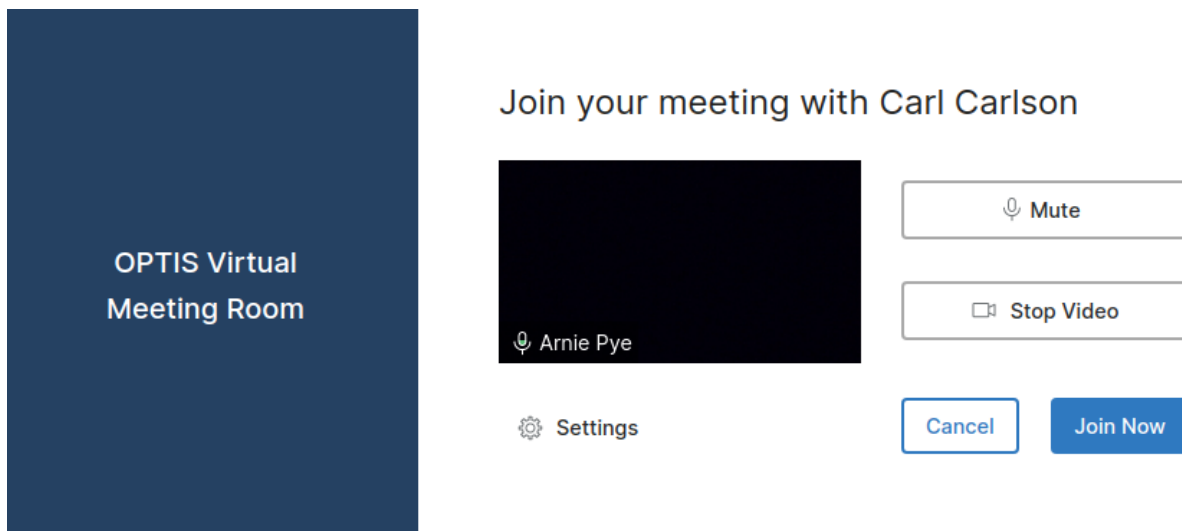 OPTIS Virtual
Meeting Room
Join your meeting with Carl Carlson
Mute
Stop Video
Arnie Pye
Settings
Cancel
Join Now